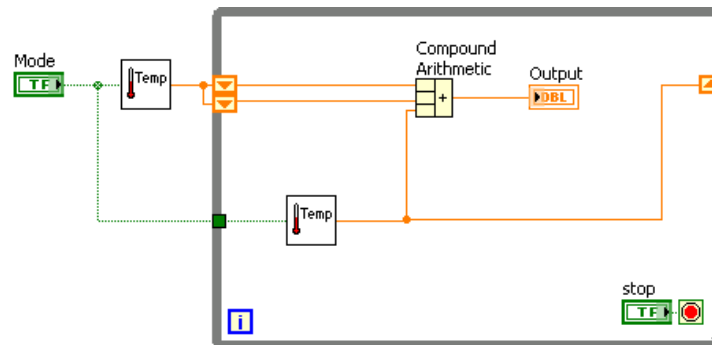 Mode
TF
Temp
Compound
Arithmetic
+
Output
DBL
Temp
i
stop
TF